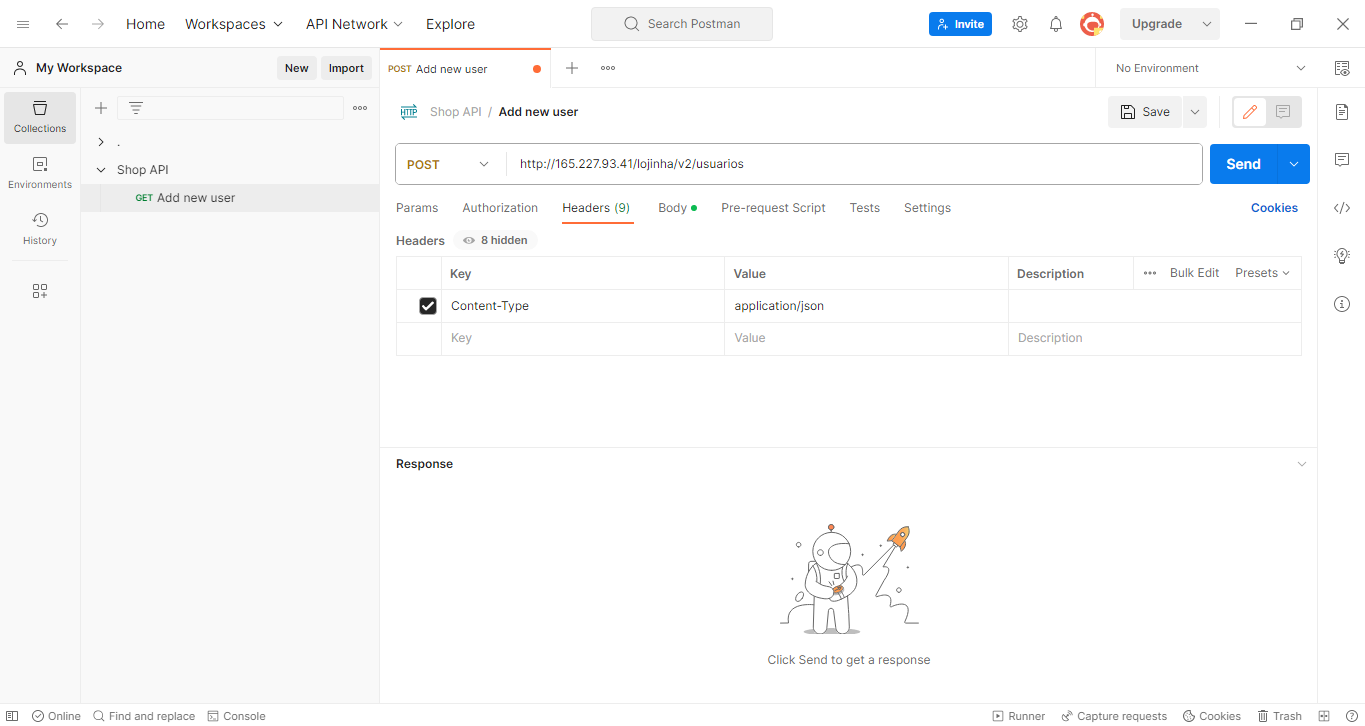 Home Workspaces API Network Explore Search Postman Invite Upgrade
My Workspace New Import
POST Add new user
No Environment
Collections
Environments
History
.
Shop API
GET Add new user
HTTP Shop API / Add new user Save
POST http://165.227.93.41/lojinha/v2/usuarios Send
Params Authorization Headers (9) Body Pre-request Script Tests Settings Cookies
Headers 8 hidden
Key Value Description Bulk Edit Presets
Content-Type application/json
Key Value Description
Response
Click Send to get a response
Online Find and replace Console Runner Capture requests Cookies Trash